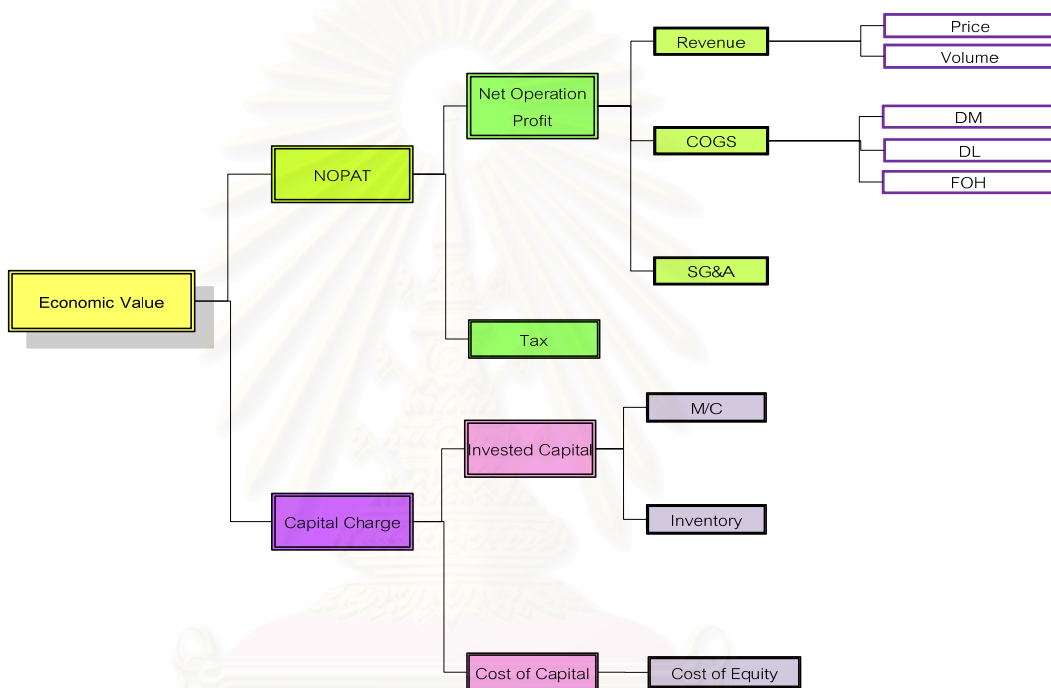 Price
Revenue
Volume
Net Operation
Profit
DM
COGS
DL
NOPAT
FOH
SG&A
Economic Value
Tax
M/C
Invested Capital
Capital Charge
Inventory
Cost of Capital
Cost of Equity